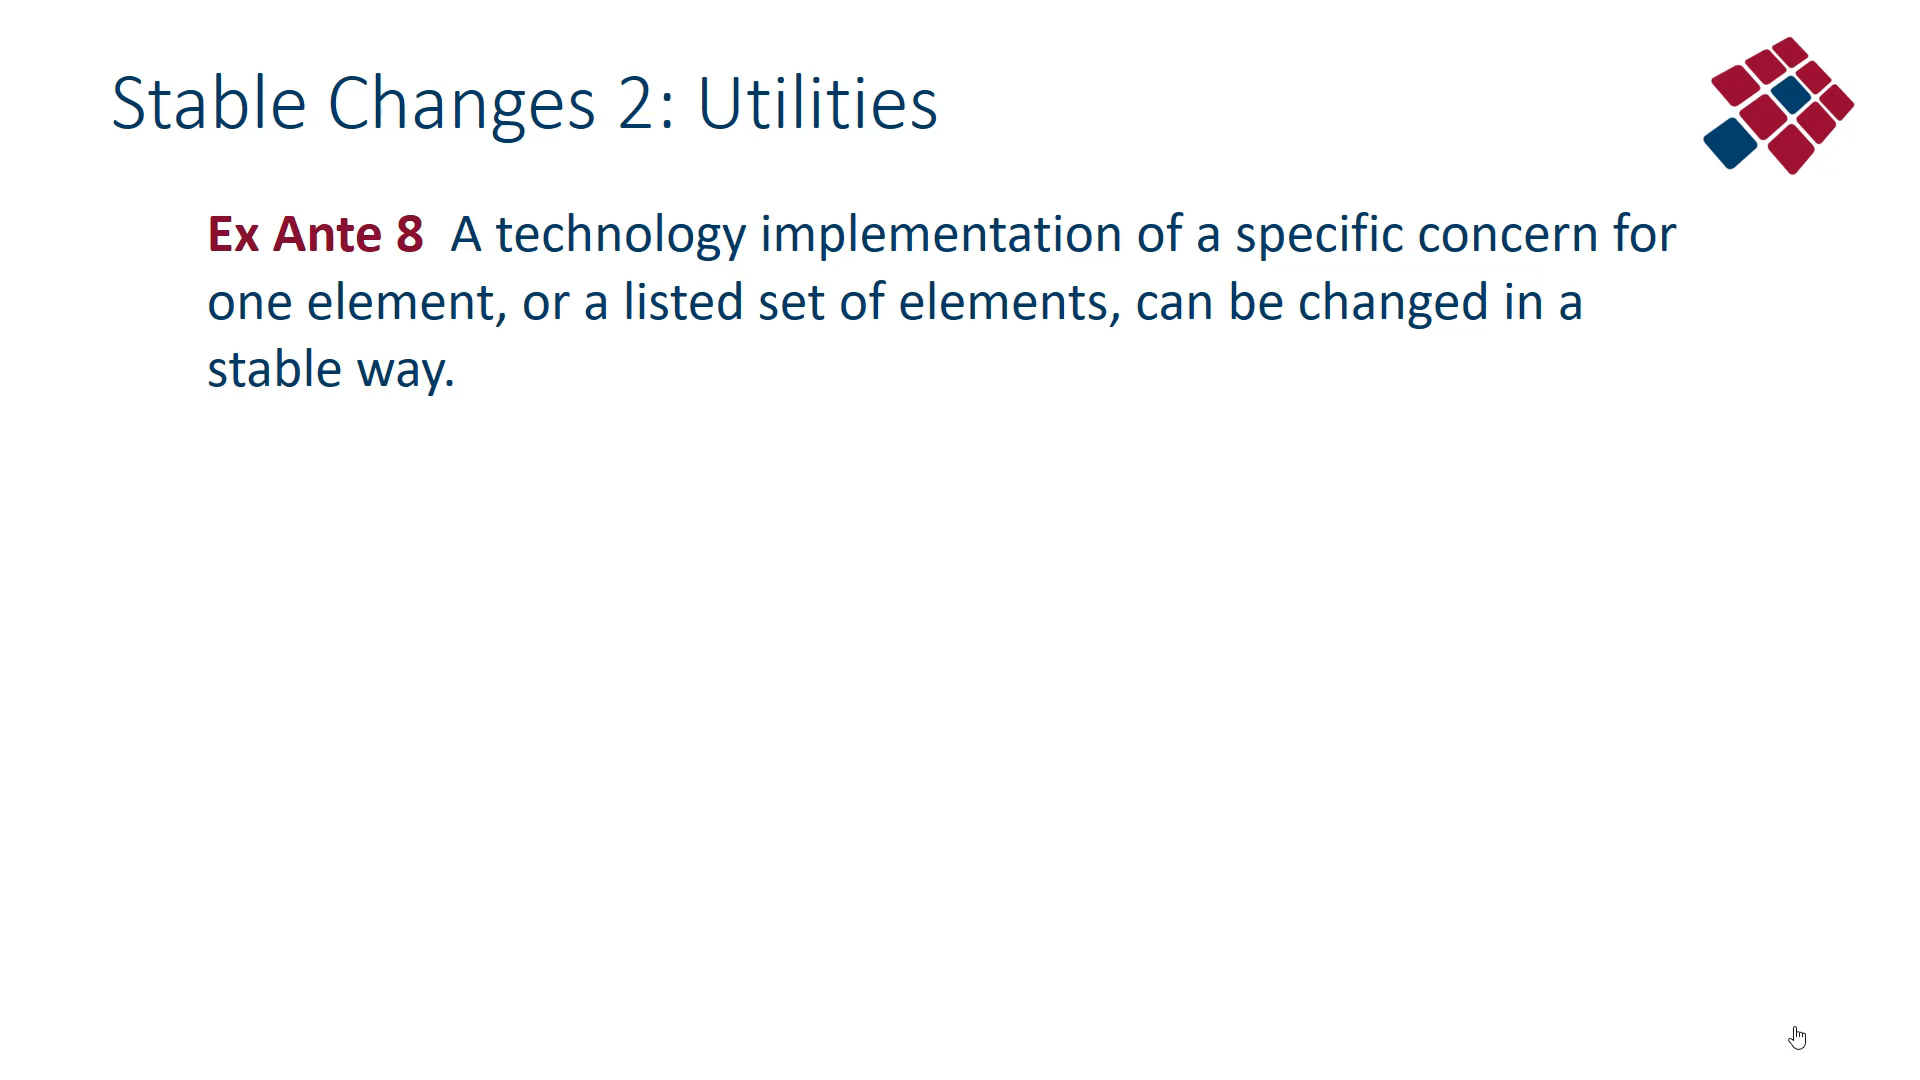 Stable Changes 2: Utilities
Ex Ante 8 A technology implementation of a specific concern for
one element, or a listed set of elements, can be changed in a
stable way.